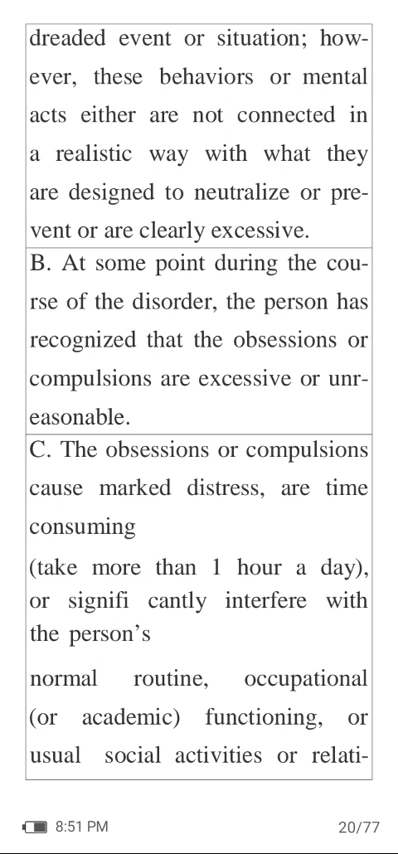 dreaded event or situation; how-
ever, these behaviors or mental
acts either are not connected in
a realistic way with what they
are designed to neutralize or pre-
vent or are clearly excessive.
B. At some point during the cou-
rse of the disorder, the person has
recognized that the obsessions or
compulsions are excessive or unr-
easonable.
C. The obsessions or compulsions
cause marked distress, are time
consuming
(take more than 1 hour a day),
or signifi cantly interfere with
the person’s
normal routine, occupational
(or academic) functioning, or
usual social activities or relati-
8:51 PM 20/77